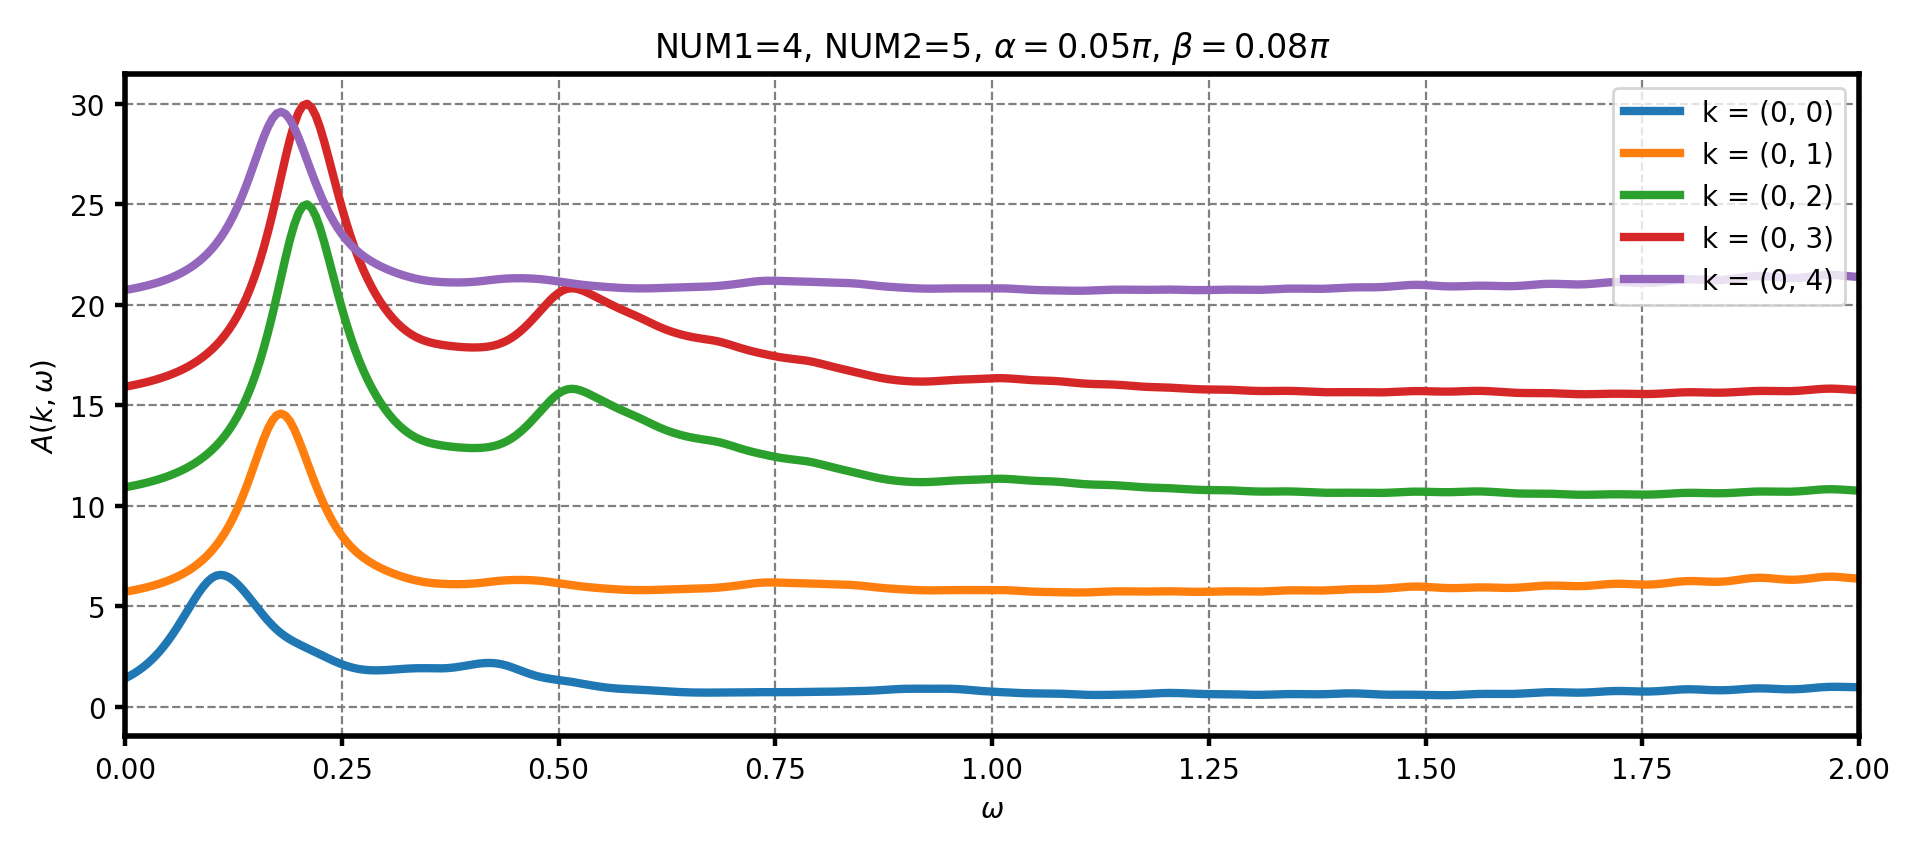 NUM1=4, NUM2=5, α = 0.05π, β = 0.08π
A(k, ω)
30
25
20
15
10
5
0
k = (0, 0)
k = (0, 1)
k = (0, 2)
k = (0, 3)
k = (0, 4)
0.00 0.25 0.50 0.75 1.00 1.25 1.50 1.75 2.00
ω